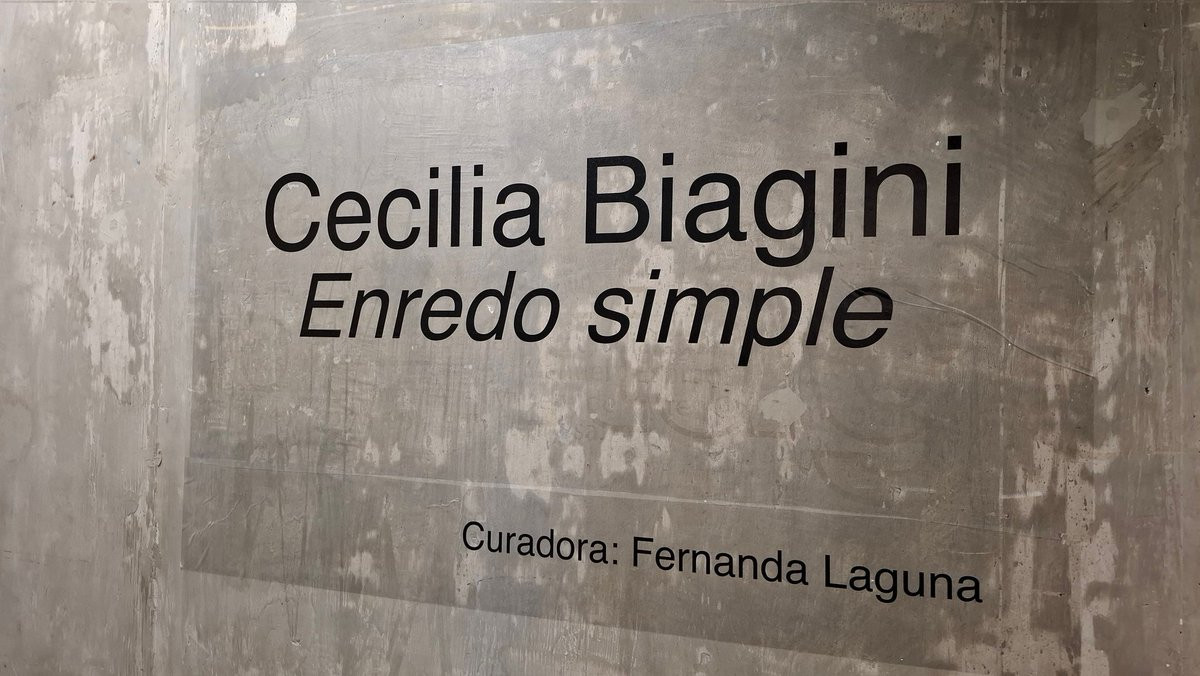 Cecilia Biagini
Enredo simple
Curadora: Fernanda Laguna